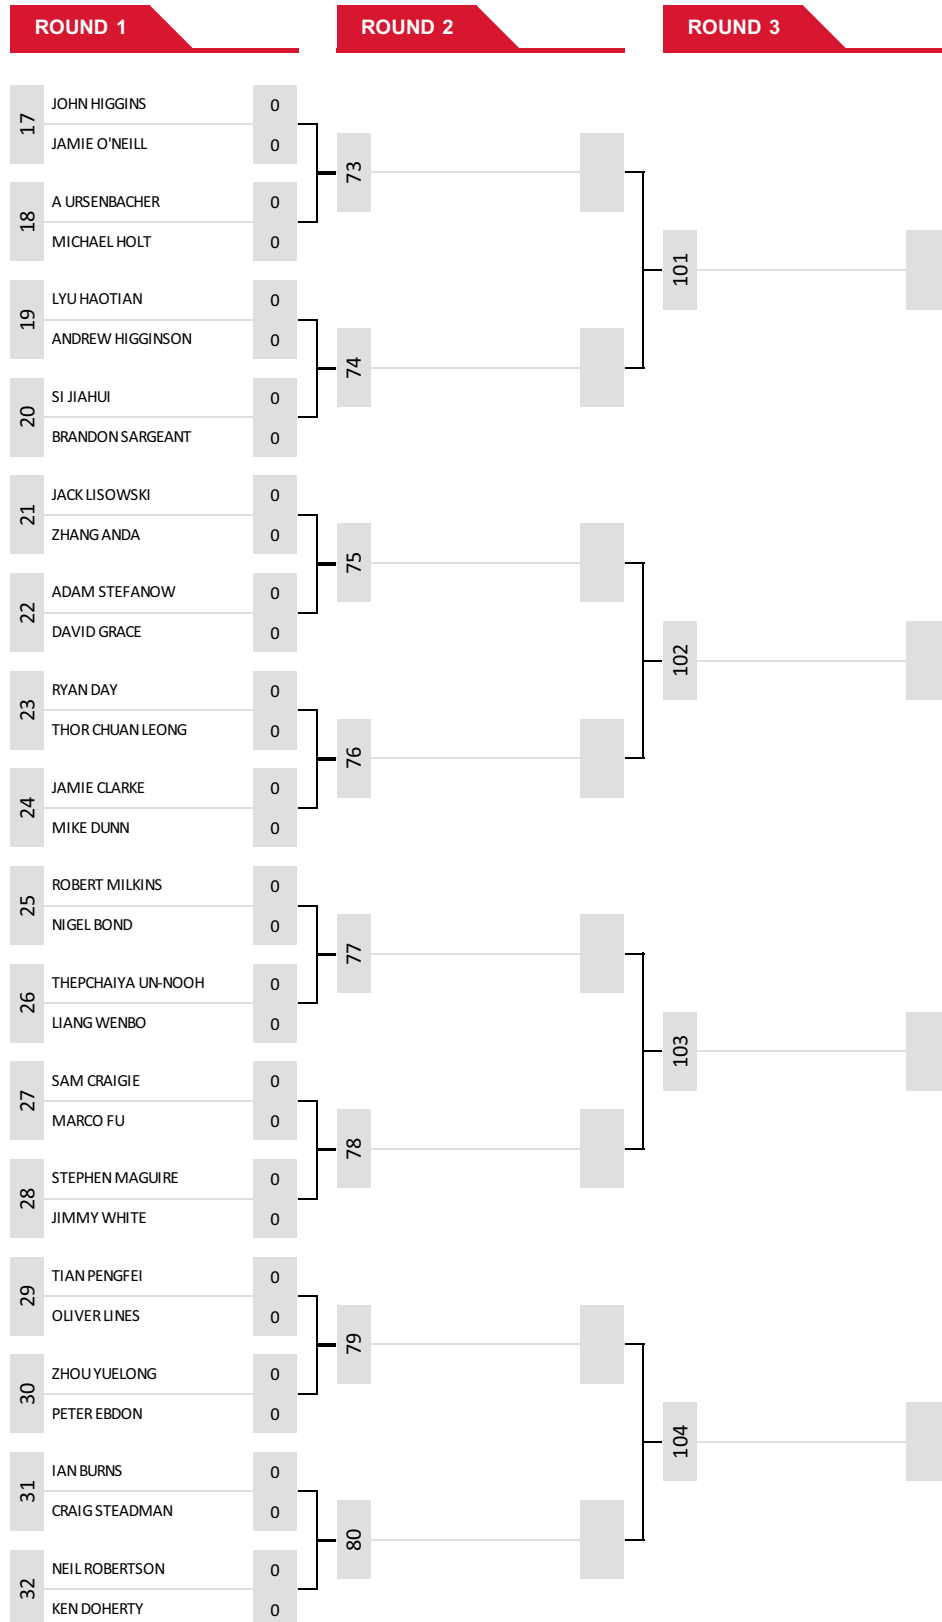 ROUND 1
ROUND 2
ROUND 3
17
JOHN HIGGINS 0
JAMIE O'NEILL 0
73
18
A URSENBACHER 0
MICHAEL HOLT 0
101
19
LYU HAOTIAN 0
ANDREW HIGGINSON 0
74
20
SI JIAHUI 0
BRANDON SARGEANT 0
21
JACK LISOWSKI 0
ZHANG ANDA 0
75
22
ADAM STEFANOW 0
DAVID GRACE 0
102
23
RYAN DAY 0
THOR CHUAN LEONG 0
76
24
JAMIE CLARKE 0
MIKE DUNN 0
25
ROBERT MILKINS 0
NIGEL BOND 0
77
26
THEPCHAIYA UN-NOOH 0
LIANG WENBO 0
103
27
SAM CRAIGIE 0
MARCO FU 0
78
28
STEPHEN MAGUIRE 0
JIMMY WHITE 0
29
TIAN PENGFEI 0
OLIVER LINES 0
79
30
ZHOU YUELONG 0
PETER EBDON 0
104
31
IAN BURNS 0
CRAIG STEADMAN 0
80
32
NEIL ROBERTSON 0
KEN DOHERTY 0